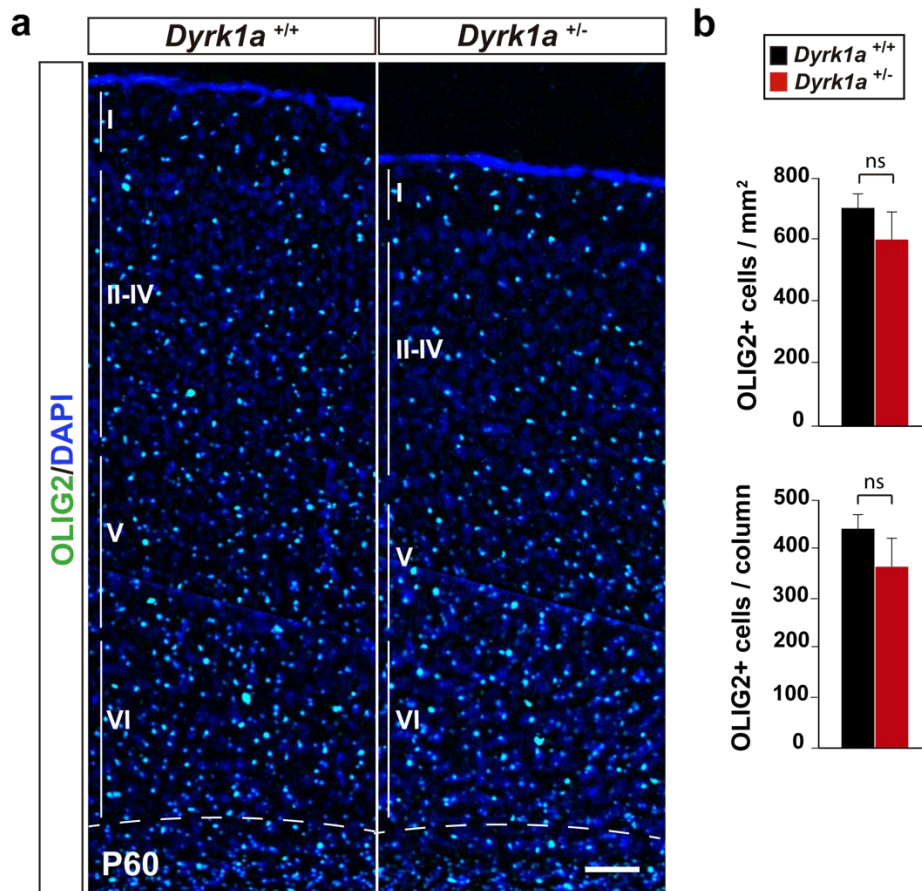 a
Dyrk1a +/+
Dyrk1a +/-
OLIG2/DAPI
I
II-IV
V
VI
I
II-IV
V
VI
P60
b
Dyrk1a +/+
Dyrk1a +/-
ns
OLIG2+ cells / mm²
800
600
400
200
0
ns
OLIG2+ cells / column
500
400
300
200
100
0